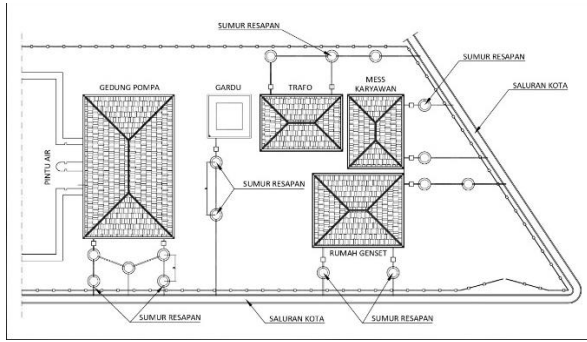 SUMUR RESAPAN
MESS
KARYAWAN
SUMUR RESAPAN
GEDUNG POMPA
GARDU
TRAFO
SALURAN KOTA
PINTU AIR
SUMUR RESAPAN
RUMAH GENSET
SUMUR RESAPAN
SALURAN KOTA
SUMUR RESAPAN